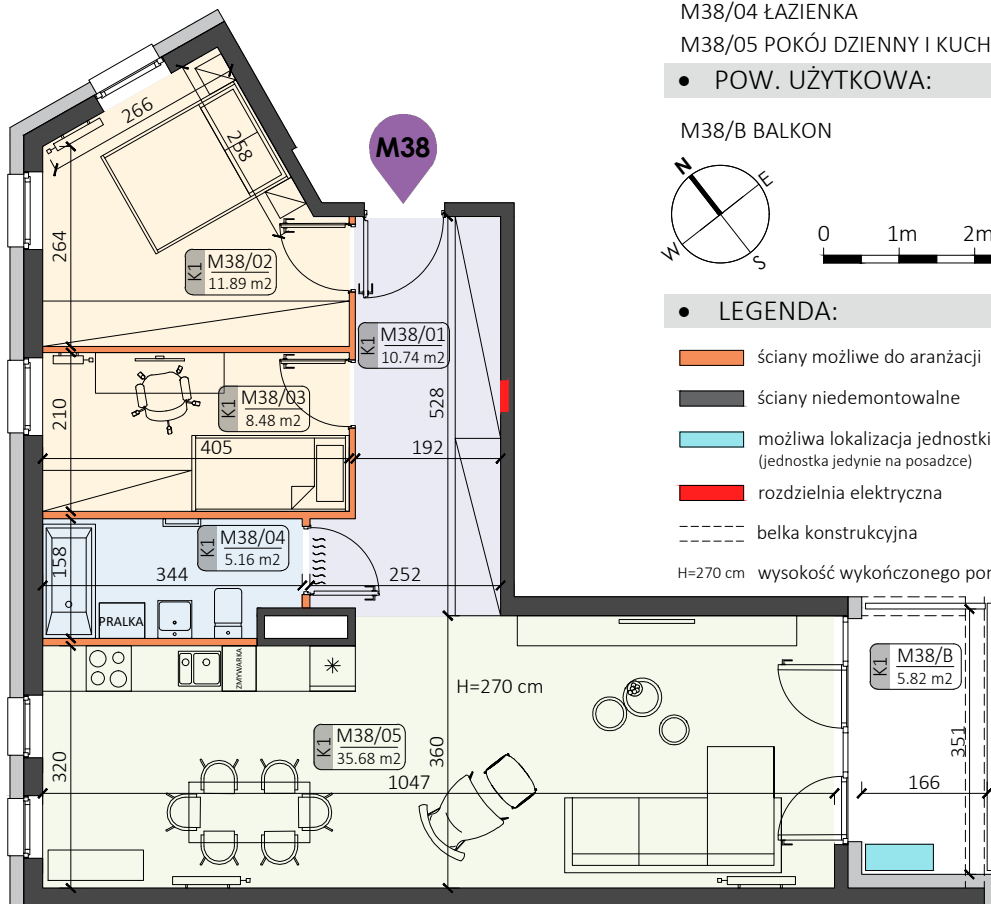 M38/04 ŁAZIENKA
M38/05 POKÓJ DZIENNY I KUCH
• POW. UŻYTKOWA:
M38/B BALKON
N
E
W
S
0 1m 2m
• LEGENDA:
ściany możliwe do aranżacji
ściany niedemontowalne
możliwa lokalizacja jednostki
(jednostka jedynie na posadzce)
rozdzielnia elektryczna
belka konstrukcyjna
H=270 cm wysokość wykończonego por
M38
266
258
264
K1 M38/02
11.89 m2
K1 M38/01
10.74 m2
528
210
K1 M38/03
8.48 m2
405
192
158
K1 M38/04
5.16 m2
344
252
PRALKA
ZMYWARKA
H=270 cm
K1 M38/05
35.68 m2
320
360
1047
K1 M38/B
5.82 m2
351
166